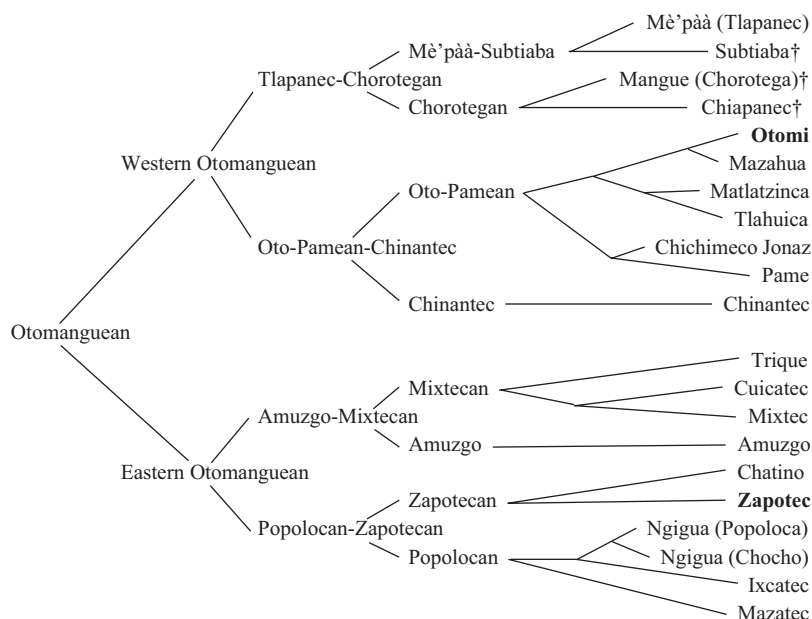 Mè’pàà (Tlapanec)
Mè’pàà-Subtiaba
Subtiaba†
Tlapanec-Chorotegan
Mangue (Chorotega)†
Chorotegan
Chiapanec†
Otomi
Western Otomanguean
Mazahua
Oto-Pamean
Matlatzinca
Tlahuica
Oto-Pamean-Chinantec
Chichimeco Jonaz
Pame
Chinantec
Chinantec
Otomanguean
Trique
Mixtecan
Cuicatec
Amuzgo-Mixtecan
Mixtec
Amuzgo
Amuzgo
Eastern Otomanguean
Chatino
Zapotecan
Zapotec
Popolocan-Zapotecan
Ngigua (Popoloca)
Popolocan
Ngigua (Chocho)
Ixcatec
Mazatec